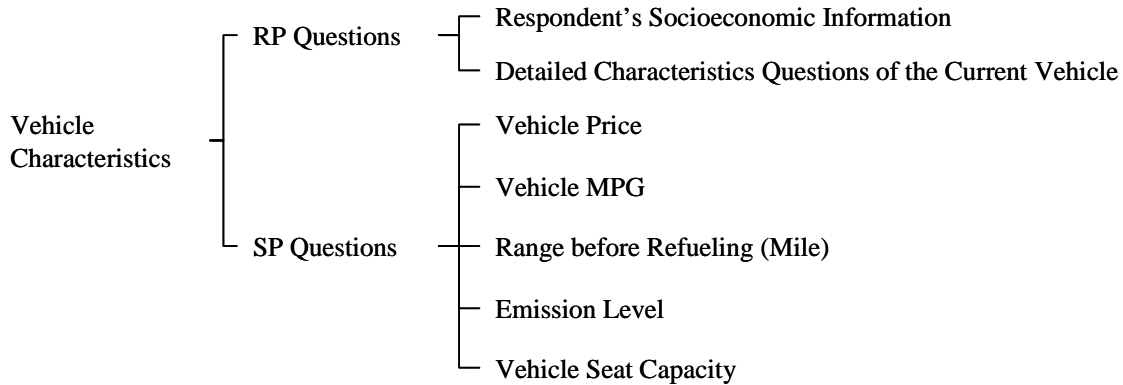 RP Questions
Respondent’s Socioeconomic Information
Detailed Characteristics Questions of the Current Vehicle
Vehicle
Characteristics
SP Questions
Vehicle Price
Vehicle MPG
Range before Refueling (Mile)
Emission Level
Vehicle Seat Capacity